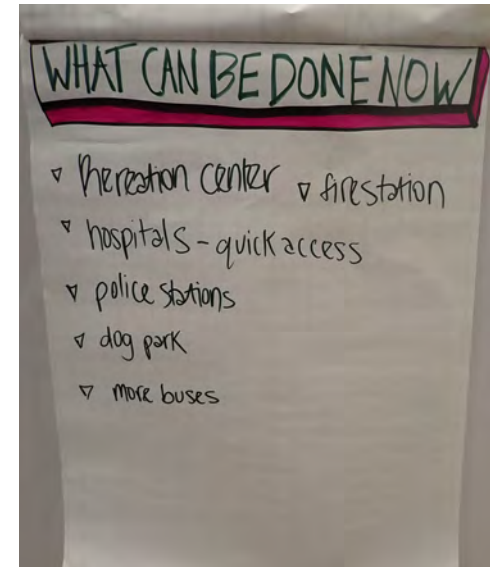 WHAT CAN BE DONE NOW
▿ Recreation center ▿ firestation
▿ hospitals - quick access
▿ police stations
▿ dog park
▿ more buses